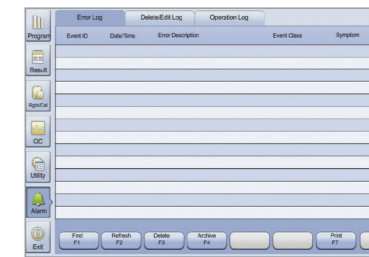 Error Log Delete/Edit Log Operation Log
Program
Event ID Date/Time Error Description Event Class Symptom
Result
Rgts/Cal
QC
Utility
Alarm
Exit
Find Refresh Delete Archive Print
F1 F2 F3 F4 F7